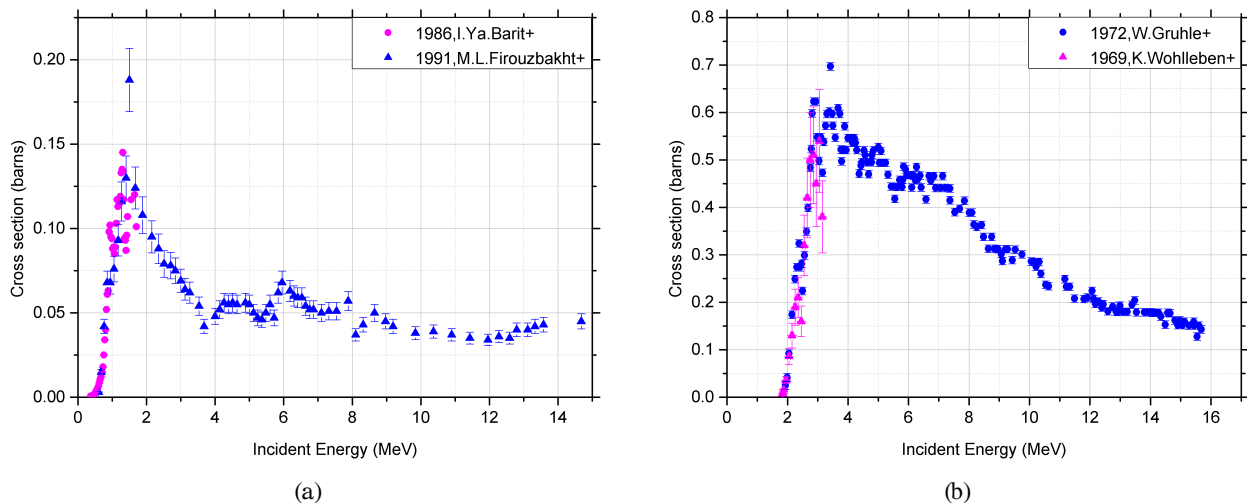 1986,I.Ya.Barit+
1991,M.L.Firouzbakht+
0.20
0.15
0.10
0.05
0.00
Cross section (barns)
0 2 4 6 8 10 12 14
Incident Energy (MeV)
(a)
1972,W.Gruhle+
1969,K.Wohlleben+
0.8
0.7
0.6
0.5
0.4
0.3
0.2
0.1
0.0
Cross section (barns)
0 2 4 6 8 10 12 14 16
Incident Energy (MeV)
(b)